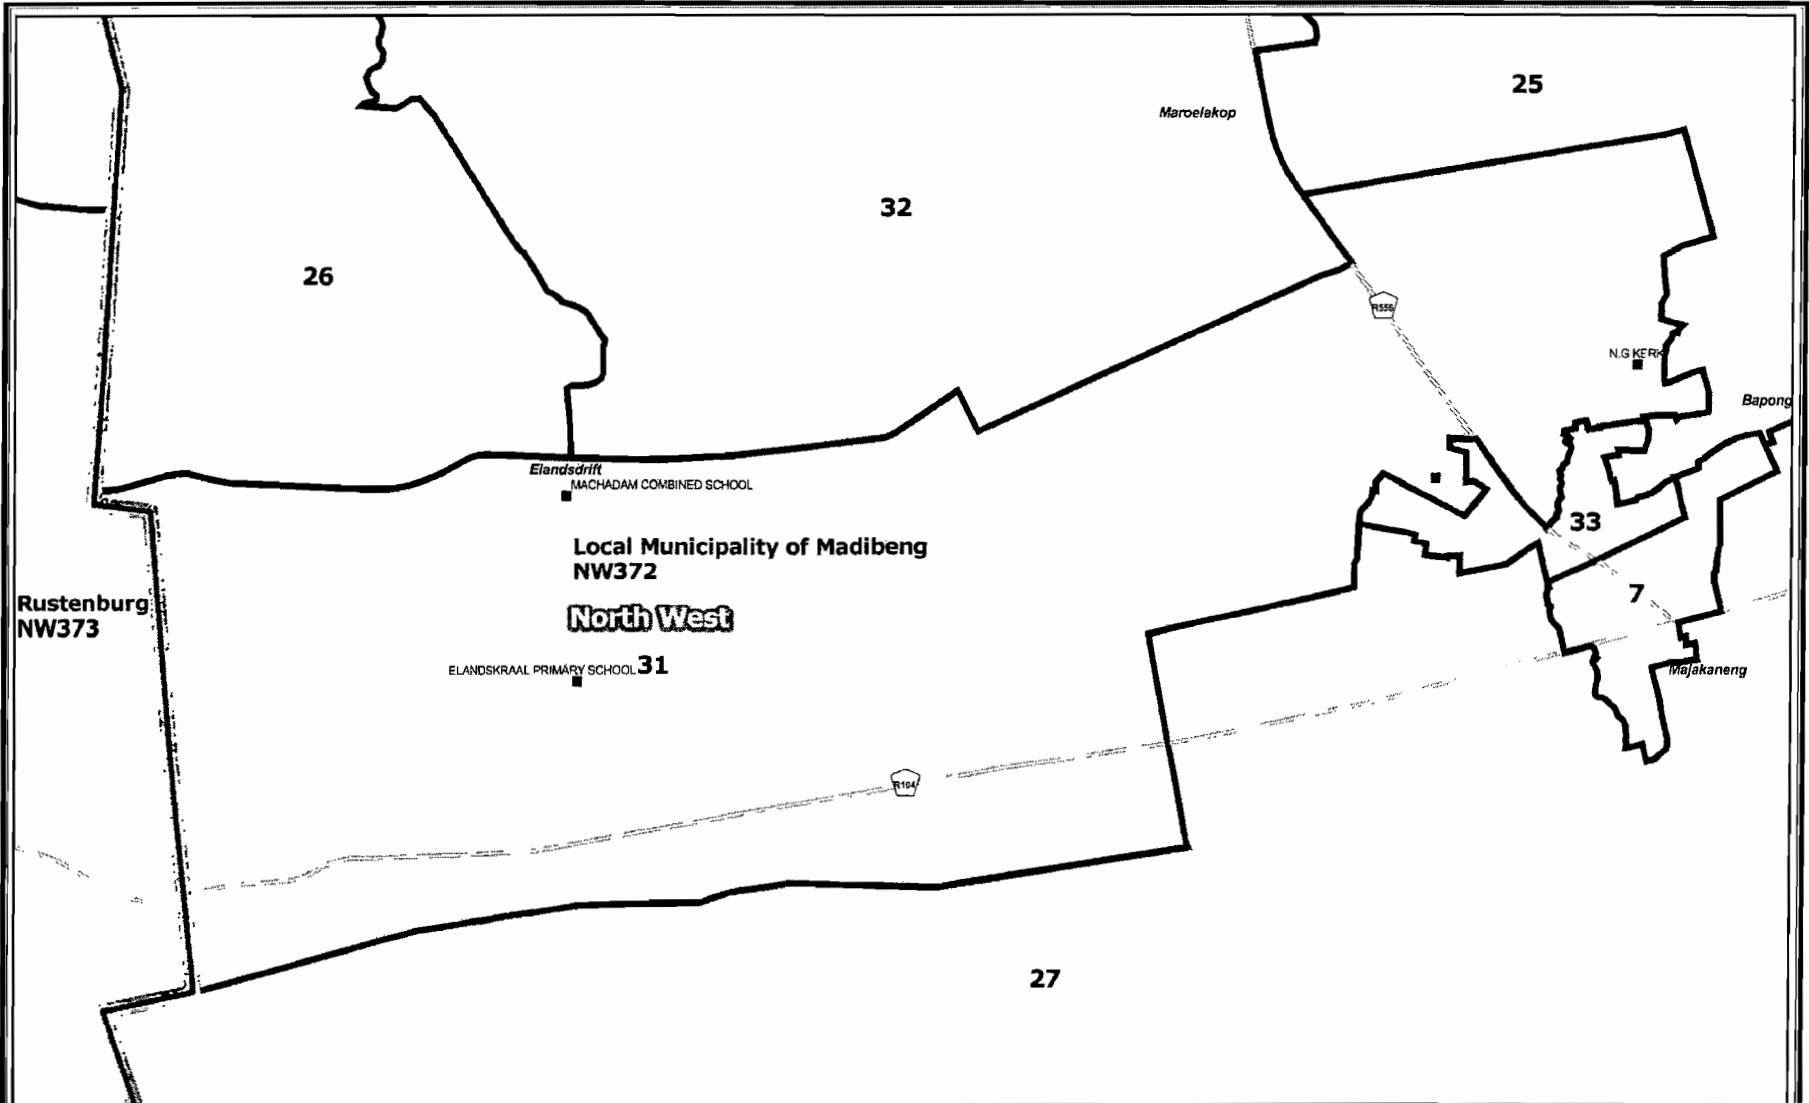 25
Maroelakop
32
26
R556
N.G KERK
Bapong
Elandsdrift
MACHADAM COMBINED SCHOOL
33
Local Municipality of Madibeng
NW372
Rustenburg
NW373
7
North West
ELANDSKRAAL PRIMARY SCHOOL 31
Majakaneng
R104
27